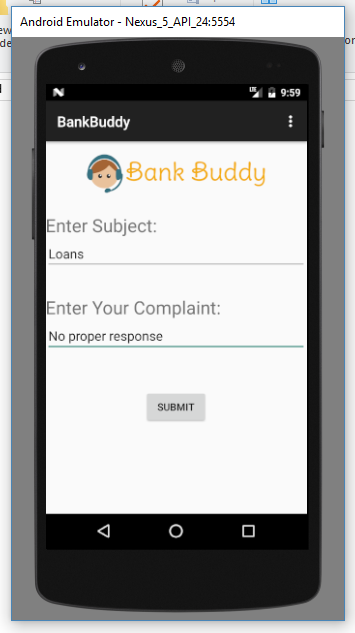 Android Emulator - Nexus_5_API_24:5554
LTE 9:59
BankBuddy
Bank Buddy
Enter Subject:
Loans
Enter Your Complaint:
No proper response
SUBMIT